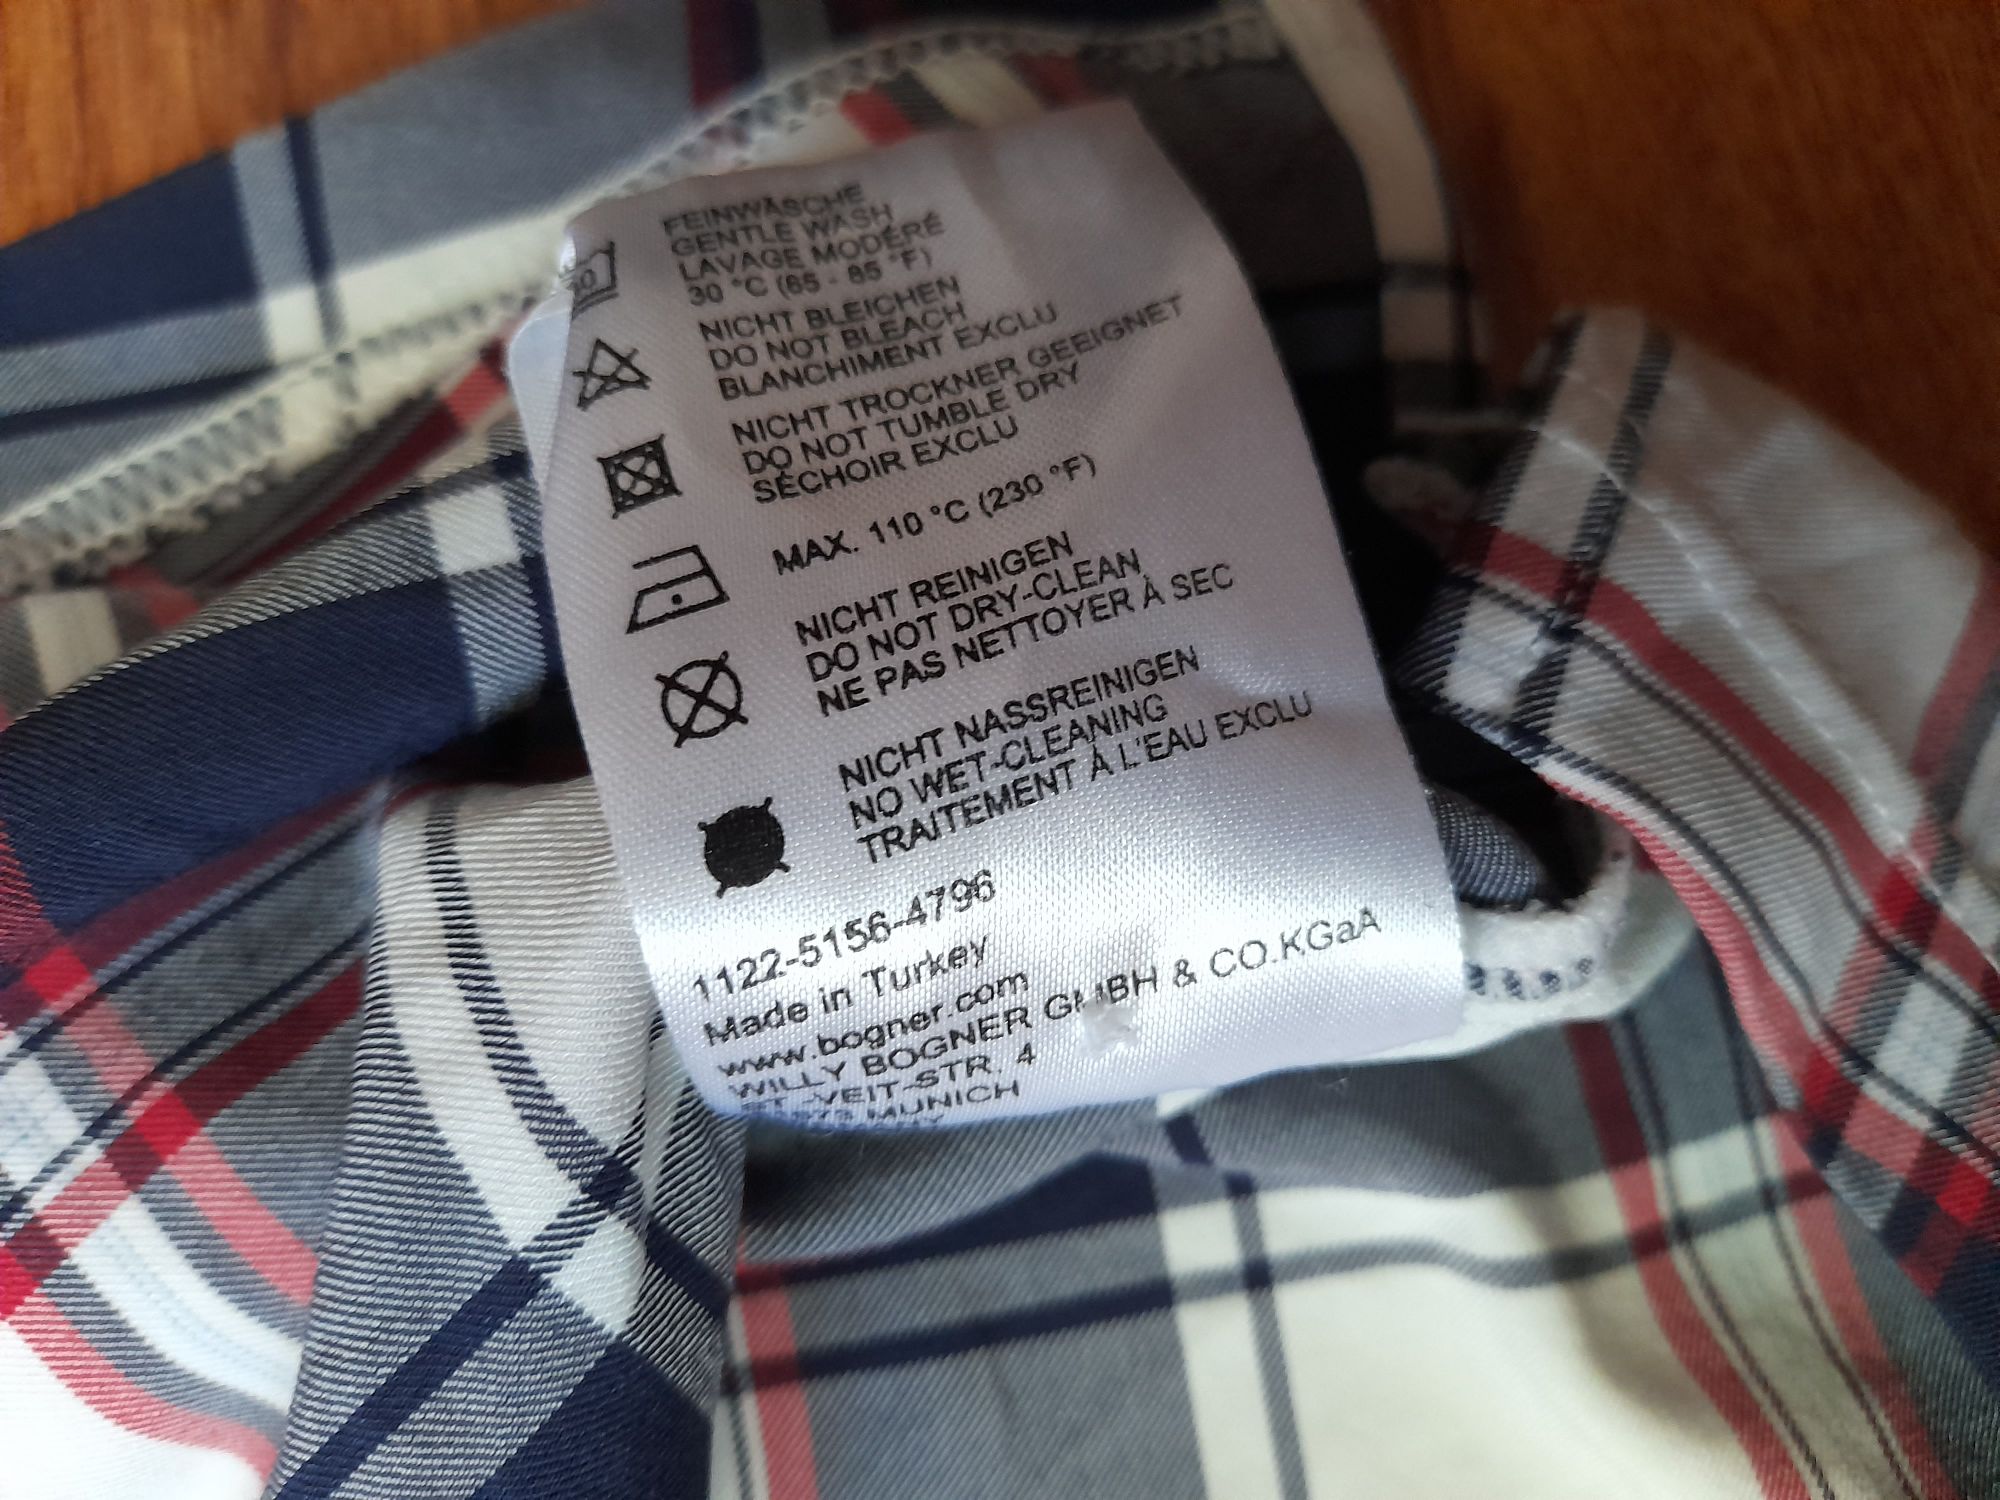 FEINWÄSCHE
GENTLE WASH
LAVAGE MODÉRÉ
30 °C (85 - 85 °F)
NICHT BLEICHEN
DO NOT BLEACH
BLANCHIMENT EXCLU
NICHT TROCKNER GEEIGNET
DO NOT TUMBLE DRY
SÉCHOIR EXCLU
MAX. 110 °C (230 °F)
NICHT REINIGEN
DO NOT DRY-CLEAN
NE PAS NETTOYER À SEC
NICHT NASSREINIGEN
NO WET-CLEANING
TRAITEMENT À L'EAU EXCLU
1122-5156-4796
Made in Turkey
www.bogner.com
WILLY BOGNER GMBH & CO.KGaA
ST.-VEIT-STR. 4
MUNICH